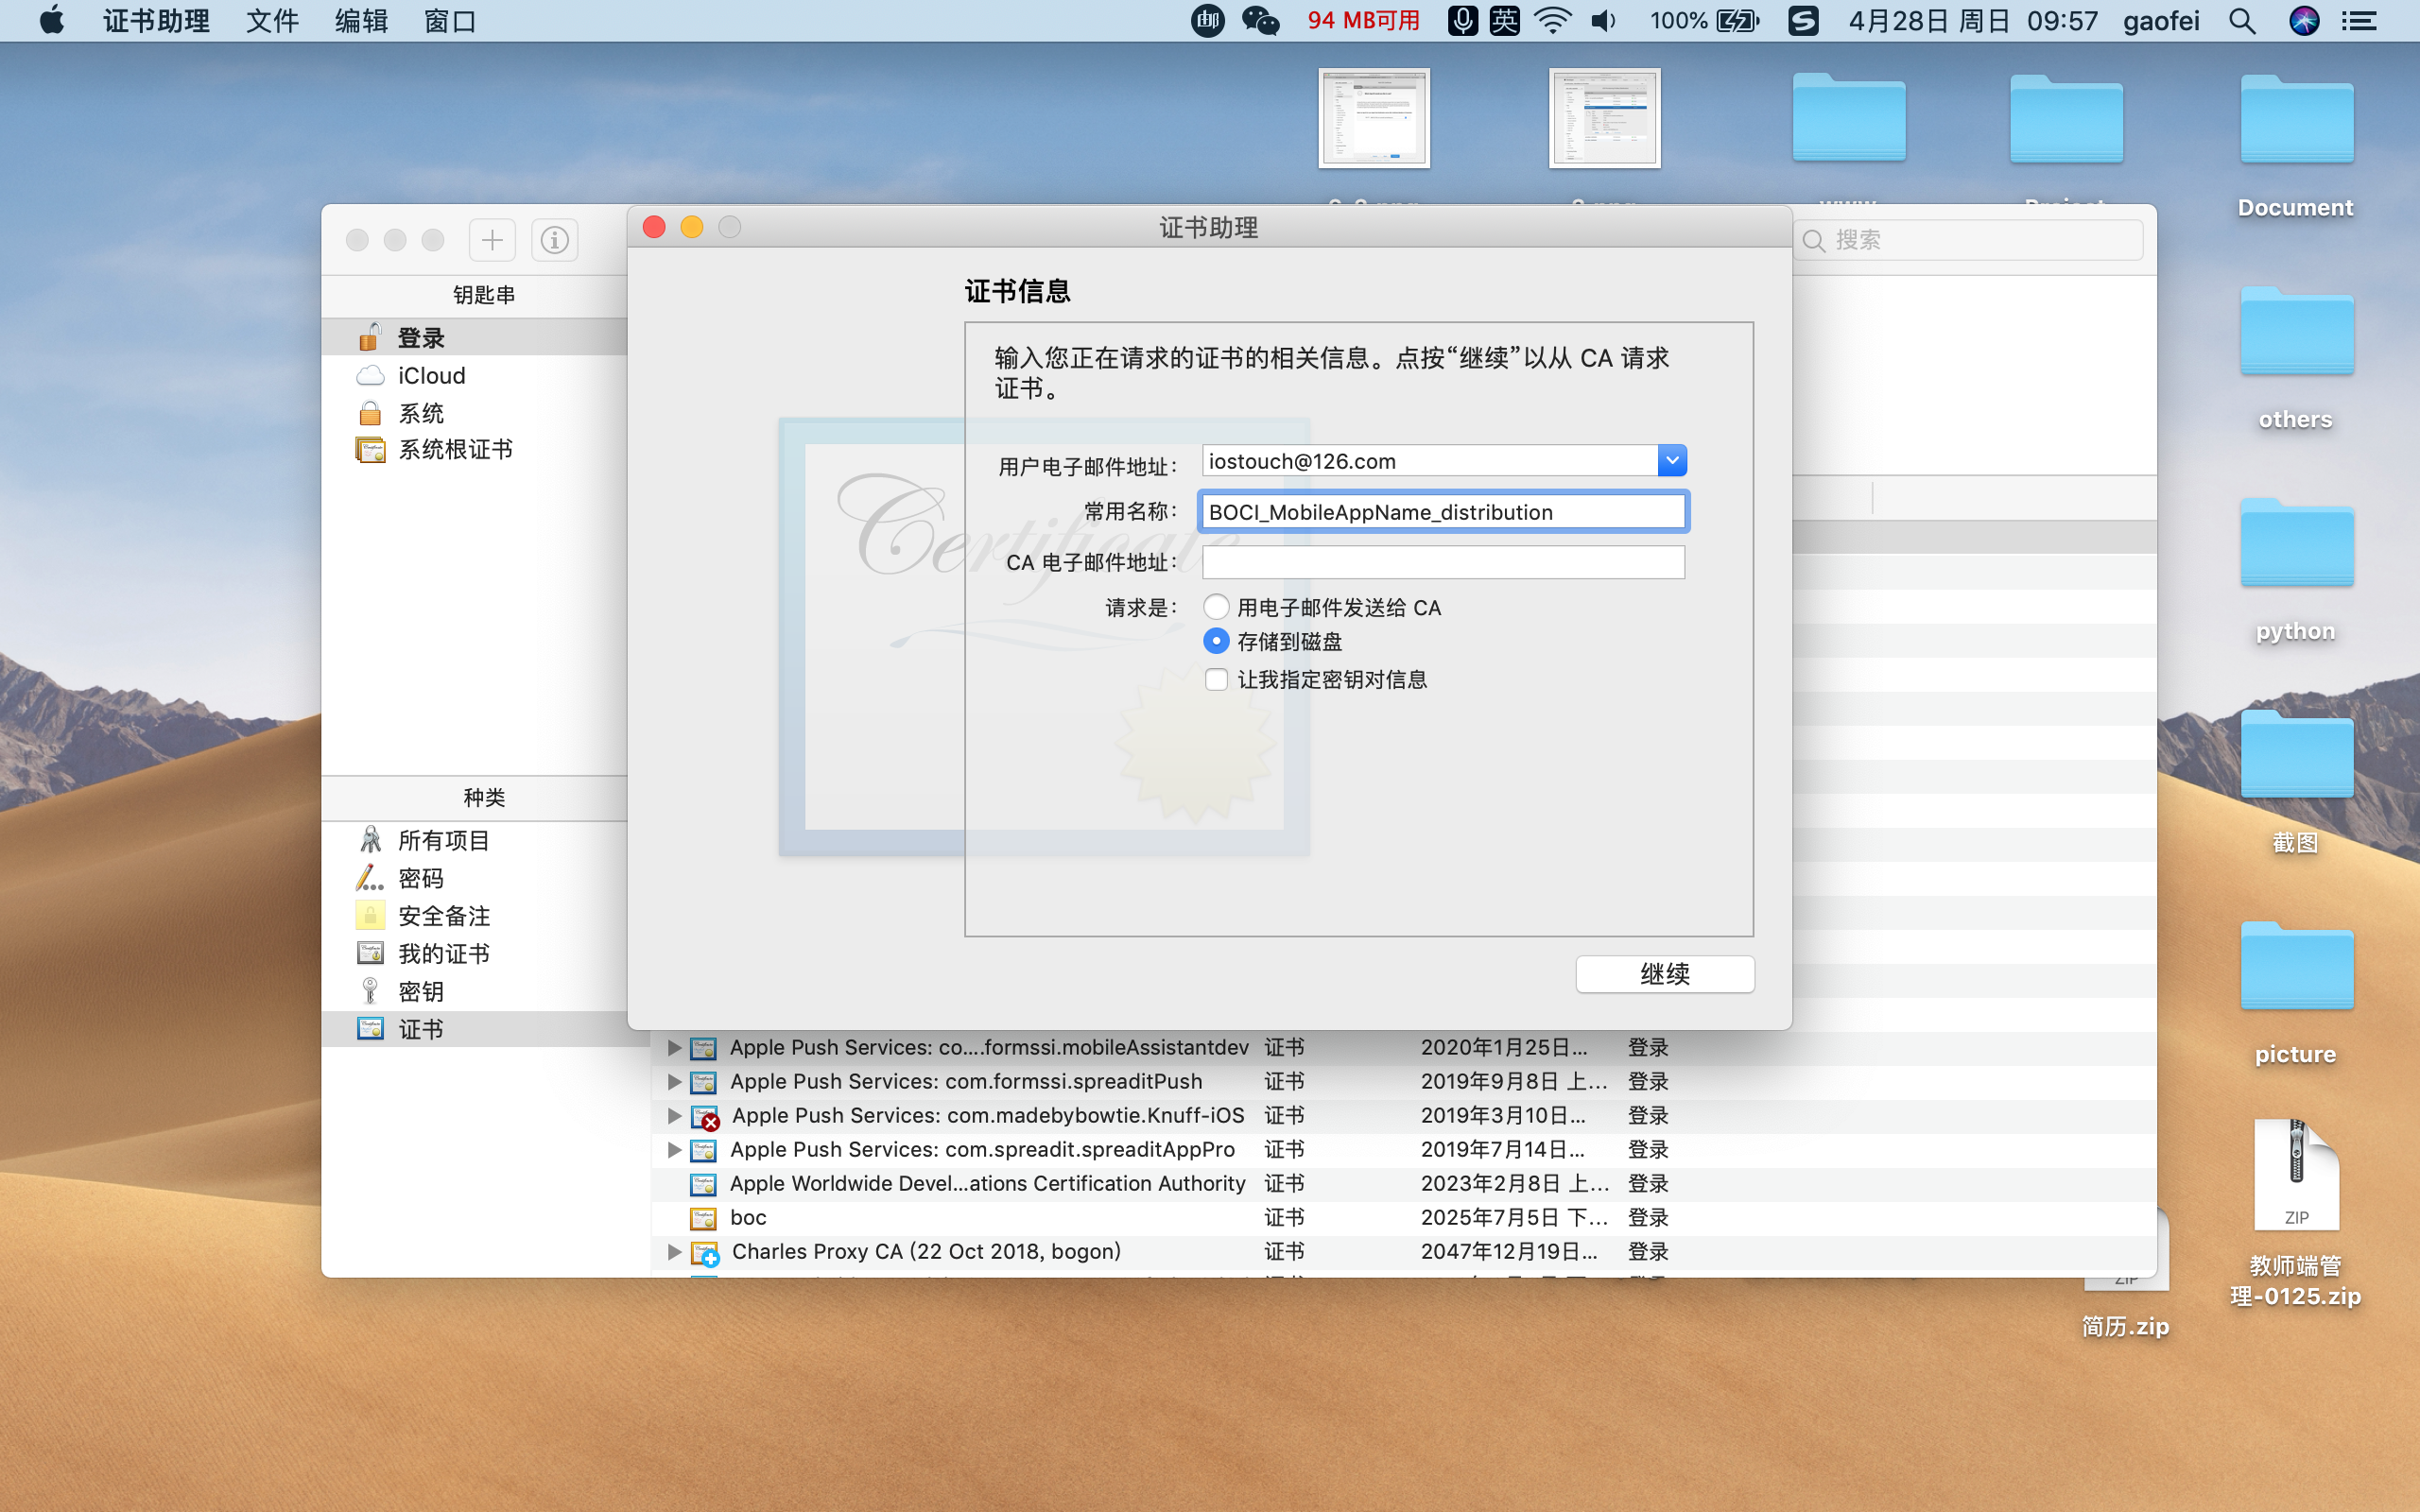 证书助理 文件 编辑 窗口 邮 94 MB可用 英 100% 4月28日 周日 09:57 gaofei
Document
others
python
截图
picture
ZIP
教师端管
理-0125.zip
简历.zip
搜索
钥匙串
登录
iCloud
系统
系统根证书
种类
所有项目
密码
安全备注
我的证书
密钥
证书
证书助理
证书信息
输入您正在请求的证书的相关信息。点按“继续”以从 CA 请求
证书。
Certificate
用户电子邮件地址： iostouch@126.com
常用名称： BOCI_MobileAppName_distribution
CA 电子邮件地址：
请求是： 用电子邮件发送给 CA
存储到磁盘
让我指定密钥对信息
继续
Apple Push Services: co....formssi.mobileAssistantdev 证书 2020年1月25日... 登录
Apple Push Services: com.formssi.spreaditPush 证书 2019年9月8日 上... 登录
Apple Push Services: com.madebybowtie.Knuff-iOS 证书 2019年3月10日... 登录
Apple Push Services: com.spreadit.spreaditAppPro 证书 2019年7月14日... 登录
Apple Worldwide Devel...ations Certification Authority 证书 2023年2月8日 上... 登录
boc 证书 2025年7月5日 下... 登录
Charles Proxy CA (22 Oct 2018, bogon) 证书 2047年12月19日... 登录